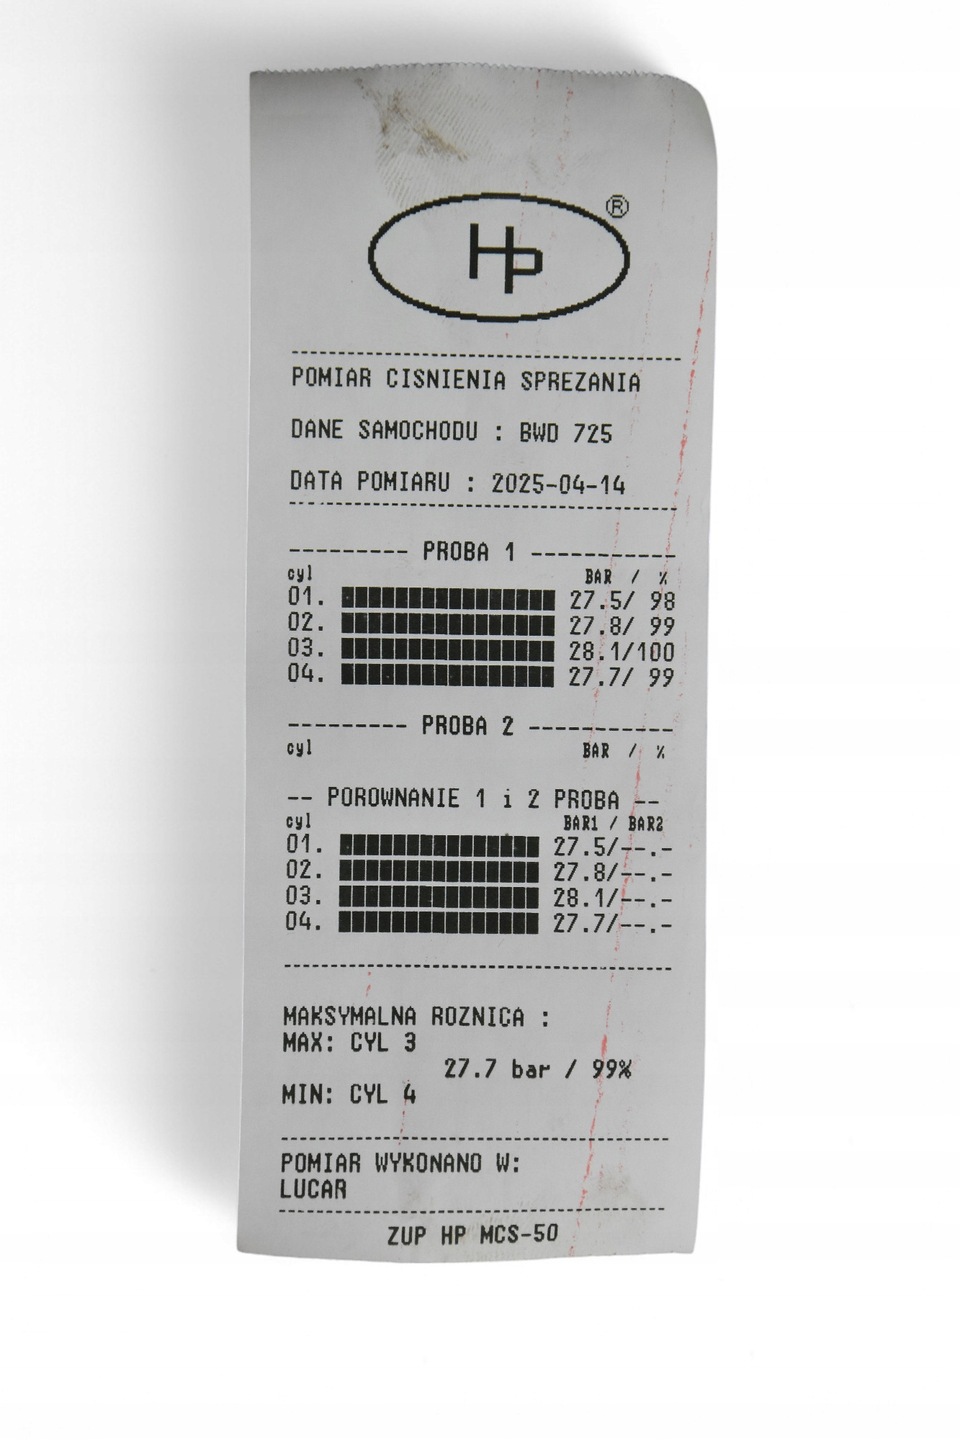 HP ®
POMIAR CISNIENIA SPREZANIA
DANE SAMOCHODU : BWD 725
DATA POMIARU : 2025-04-14
--------- PROBA 1 -----------
cyl BAR / %
01. 27.5/ 98
02. 27.8/ 99
03. 28.1/100
04. 27.7/ 99
--------- PROBA 2 -----------
cyl BAR / %
-- POROWNANIE 1 i 2 PROBA --
cyl BAR1 / BAR2
01. 27.5/--.-
02. 27.8/--.-
03. 28.1/--.-
04. 27.7/--.-
MAKSYMALNA ROZNICA :
MAX: CYL 3
27.7 bar / 99%
MIN: CYL 4
POMIAR WYKONANO W:
LUCAR
ZUP HP MCS-50